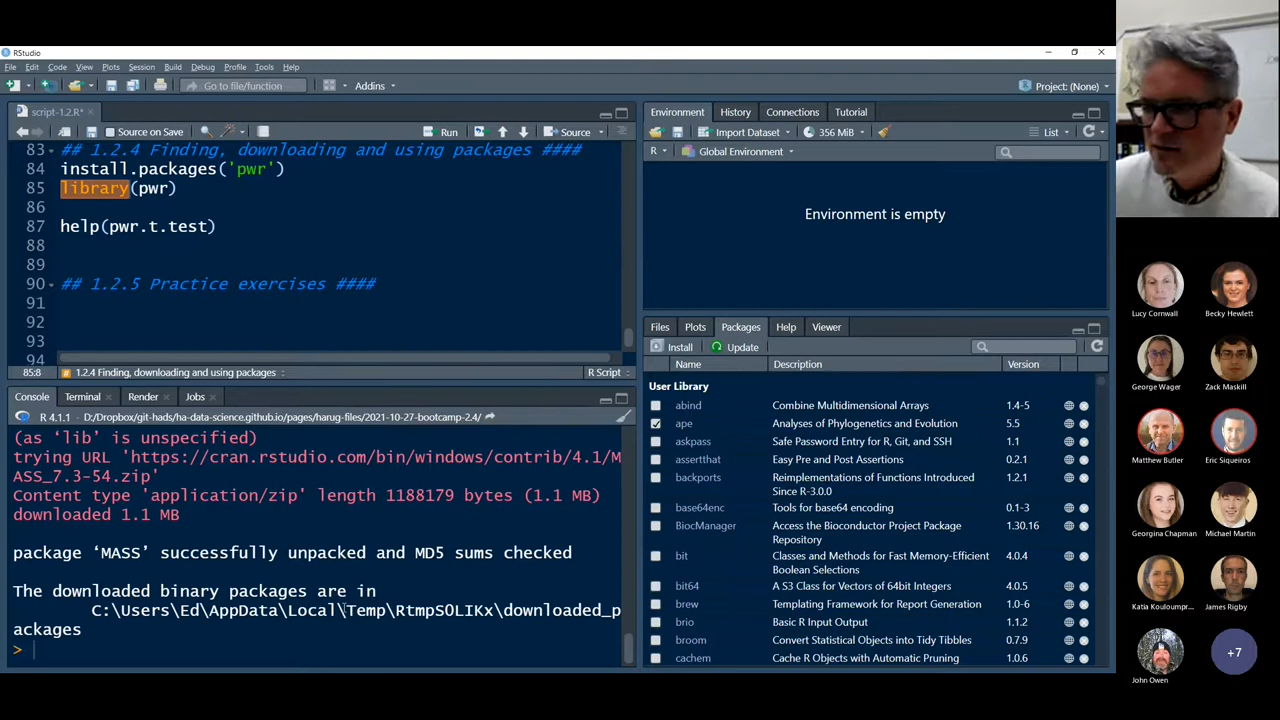 RStudio
File Edit Code View Plots Session Build Debug Profile Tools Help
Go to file/function Addins Project: (None)
script-1.2.R*
Source on Save Run Source
83 ## 1.2.4 Finding, downloading and using packages ####
84 install.packages('pwr')
85 library(pwr)
86
87 help(pwr.t.test)
88
89
90 ## 1.2.5 Practice exercises ####
91
92
93
94
85:8 # 1.2.4 Finding, downloading and using packages : R Script
Console Terminal Render Jobs
R 4.1.1 · D:/Dropbox/git-hads/ha-data-science.github.io/pages/harug-files/2021-10-27-bootcamp-2.4/
(as ‘lib’ is unspecified)
trying URL 'https://cran.rstudio.com/bin/windows/contrib/4.1/M
ASS_7.3-54.zip'
Content type 'application/zip' length 1188179 bytes (1.1 MB)
downloaded 1.1 MB
package ‘MASS’ successfully unpacked and MD5 sums checked
The downloaded binary packages are in
C:\Users\Ed\AppData\Local\Temp\RtmpSOLIKx\downloaded_p
ackages
>
Environment History Connections Tutorial
Import Dataset 356 MiB List
R Global Environment
Environment is empty
Files Plots Packages Help Viewer
Install Update
Name Description Version
User Library
abind Combine Multidimensional Arrays 1.4-5
ape Analyses of Phylogenetics and Evolution 5.5
askpass Safe Password Entry for R, Git, and SSH 1.1
assertthat Easy Pre and Post Assertions 0.2.1
backports Reimplementations of Functions Introduced 1.2.1
Since R-3.0.0
base64enc Tools for base64 encoding 0.1-3
BiocManager Access the Bioconductor Project Package 1.30.16
Repository
bit Classes and Methods for Fast Memory-Efficient 4.0.4
Boolean Selections
bit64 A S3 Class for Vectors of 64bit Integers 4.0.5
brew Templating Framework for Report Generation 1.0-6
brio Basic R Input Output 1.1.2
broom Convert Statistical Objects into Tidy Tibbles 0.7.9
cachem Cache R Objects with Automatic Pruning 1.0.6
Lucy Cornwall Becky Hewlett
George Wager Zack Maskill
Matthew Butler Eric Siqueiros
Georgina Chapman Michael Martin
Katia Kouloumpr... James Rigby
+7
John Owen